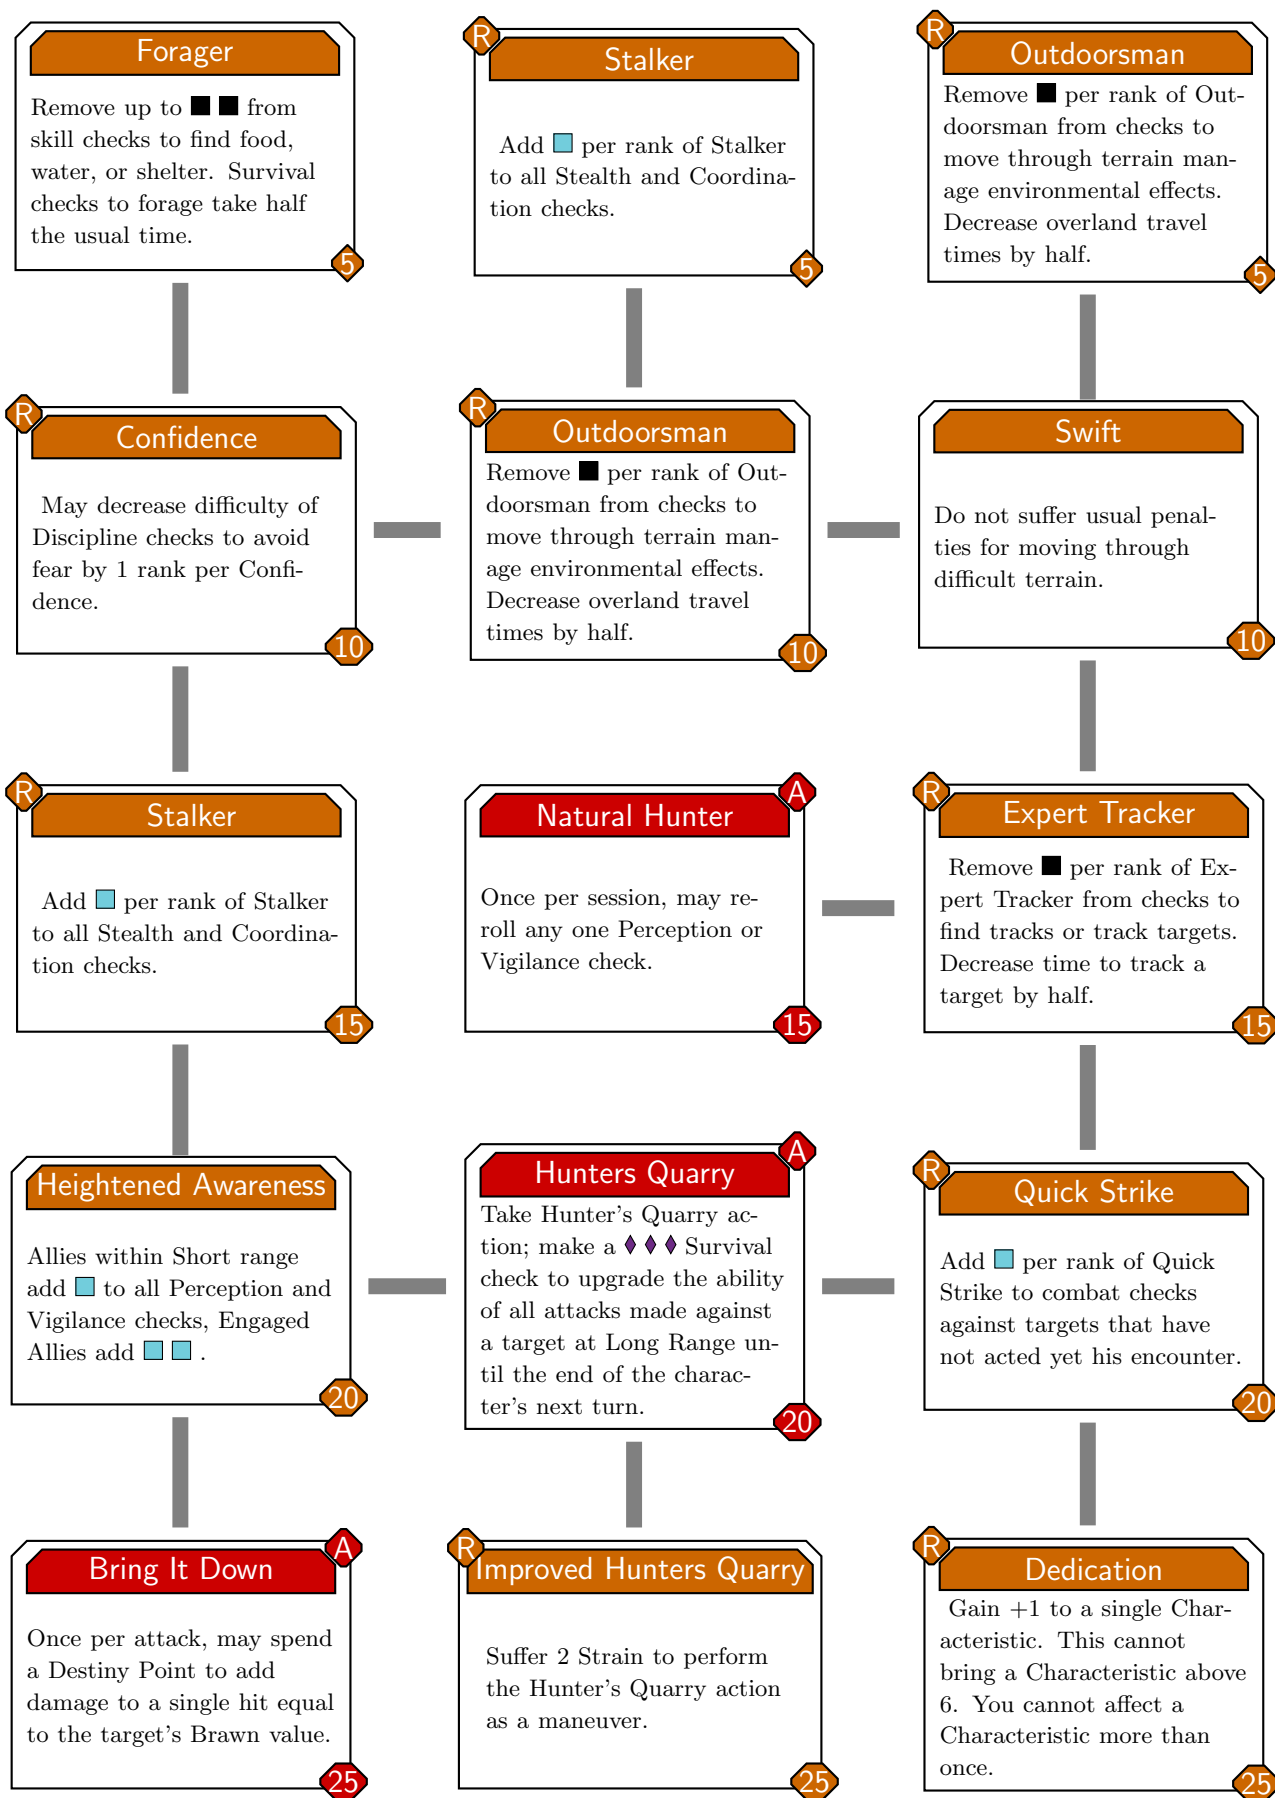 Forager
Remove up to ■ ■ from
skill checks to find food,
water, or shelter. Survival
checks to forage take half
the usual time.
5
R
Stalker
Add per rank of Stalker
to all Stealth and Coordina-
tion checks.
5
R
Outdoorsman
Remove ■ per rank of Out-
doorsman from checks to
move through terrain man-
age environmental effects.
Decrease overland travel
times by half.
5
R
Confidence
May decrease difficulty of
Discipline checks to avoid
fear by 1 rank per Confi-
dence.
10
R
Outdoorsman
Remove ■ per rank of Out-
doorsman from checks to
move through terrain man-
age environmental effects.
Decrease overland travel
times by half.
10
Swift
Do not suffer usual penal-
ties for moving through
difficult terrain.
10
R
Stalker
Add per rank of Stalker
to all Stealth and Coordina-
tion checks.
15
A
Natural Hunter
Once per session, may re-
roll any one Perception or
Vigilance check.
15
R
Expert Tracker
Remove ■ per rank of Ex-
pert Tracker from checks to
find tracks or track targets.
Decrease time to track a
target by half.
15
Heightened Awareness
Allies within Short range
add to all Perception and
Vigilance checks, Engaged
Allies add .
20
A
Hunters Quarry
Take Hunter's Quarry ac-
tion; make a ♦ ♦ ♦ Survival
check to upgrade the ability
of all attacks made against
a target at Long Range un-
til the end of the charac-
ter's next turn.
20
R
Quick Strike
Add per rank of Quick
Strike to combat checks
against targets that have
not acted yet his encounter.
20
A
Bring It Down
Once per attack, may spend
a Destiny Point to add
damage to a single hit equal
to the target's Brawn value.
25
R
Improved Hunters Quarry
Suffer 2 Strain to perform
the Hunter's Quarry action
as a maneuver.
25
R
Dedication
Gain +1 to a single Char-
acteristic. This cannot
bring a Characteristic above
6. You cannot affect a
Characteristic more than
once.
25